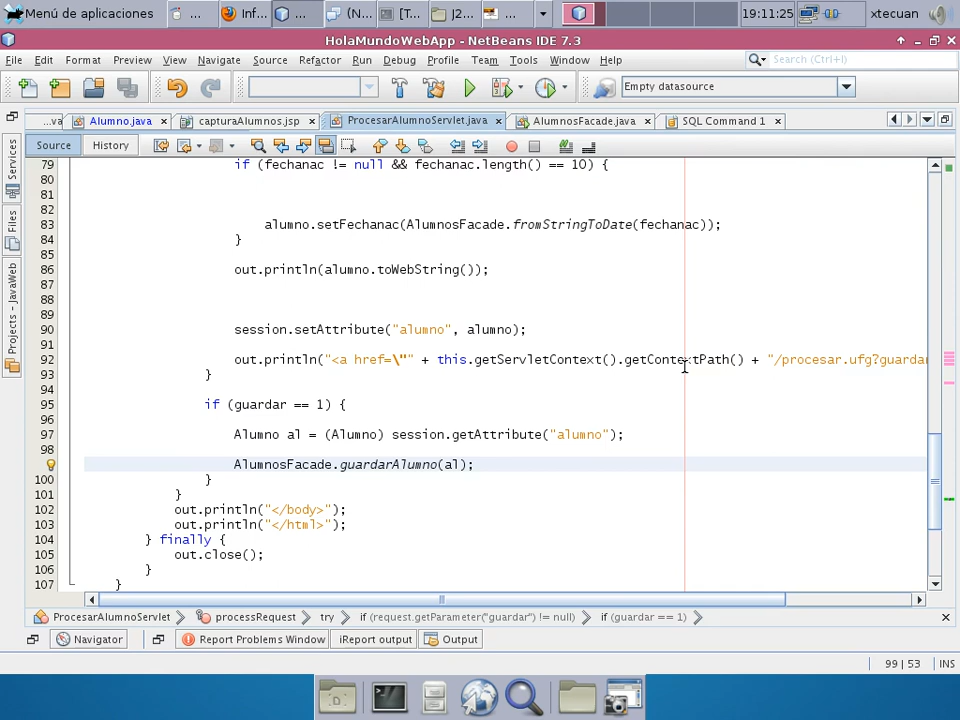 Menú de aplicaciones ... Inf... ... (N... [T... J2... ... 19:11:25 xtecuan
HolaMundoWebApp - NetBeans IDE 7.3
File Edit Format Preview View Navigate Source Refactor Run Debug Profile Team Tools Window Help Search (Ctrl+I)
Empty datasource
...va Alumno.java capturaAlumnos.jsp ProcesarAlumnoServlet.java AlumnosFacade.java SQL Command 1
Source History
Services
Files
Projects - JavaWeb
79 if (fechanac != null && fechanac.length() == 10) {
80
81
82
83 alumno.setFechanac(AlumnosFacade.fromStringToDate(fechanac));
84 }
85
86 out.println(alumno.toWebString());
87
88
89
90 session.setAttribute("alumno", alumno);
91
92 out.println("<a href=\"" + this.getServletContext().getContextPath() + "/procesar.ufg?guardar
93 }
94
95 if (guardar == 1) {
96
97 Alumno al = (Alumno) session.getAttribute("alumno");
98
AlumnosFacade.guardarAlumno(al);
100 }
101 }
102 out.println("</body>");
103 out.println("</html>");
104 } finally {
105 out.close();
106 }
107 }
ProcesarAlumnoServlet processRequest try if (request.getParameter("guardar") != null) if (guardar == 1)
Navigator Report Problems Window iReport output Output
99 | 53 INS